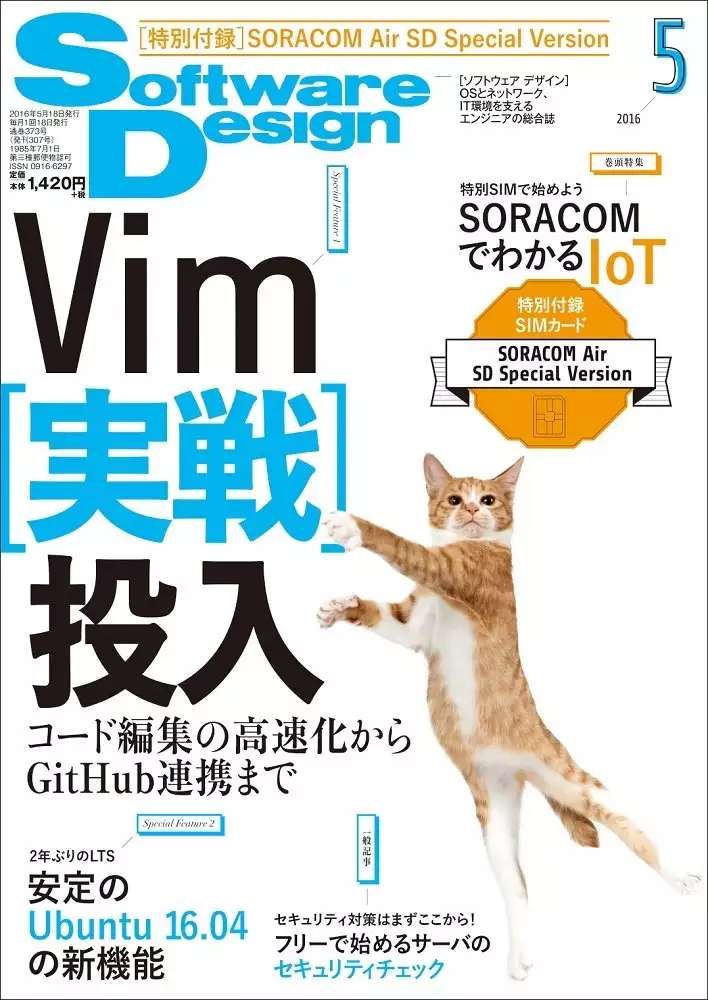 [特別付録]SORACOM Air SD Special Version
Software
Design
[ソフトウェア デザイン]
OSとネットワーク、
IT環境を支える
エンジニアの総合誌
2016
5
2016年5月18日発行
毎月1回18日発行
通巻373号
(発刊307号)
1985年7月1日
第三種郵便物認可
ISSN 0916-6297
定価
本体 1,420円
+税
巻頭特集
特別SIMで始めよう
SORACOM
でわかるIoT
特別付録
SIMカード
SORACOM Air
SD Special Version
Special Feature 1
Vim
[実戦]
投入
コード編集の高速化から
GitHub連携まで
Special Feature 2
2年ぶりのLTS
安定の
Ubuntu 16.04
の新機能
一般記事
セキュリティ対策はまずここから!
フリーで始めるサーバの
セキュリティチェック